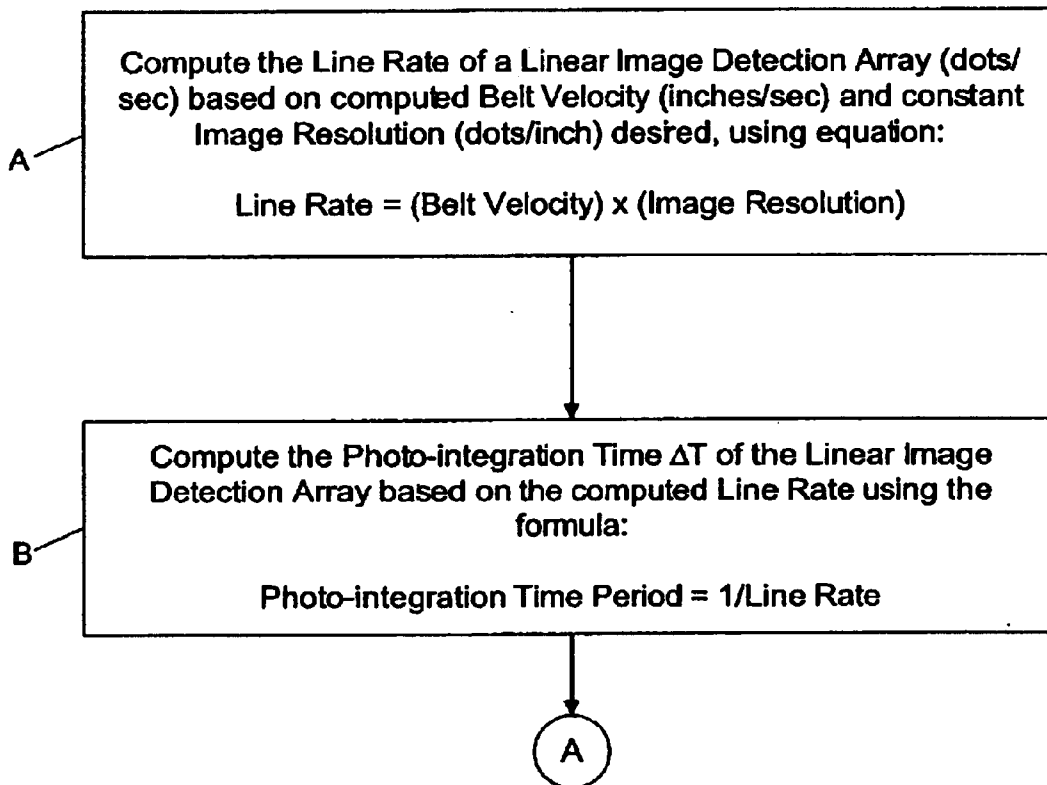 Compute the Line Rate of a Linear Image Detection Array (dots/
sec) based on computed Belt Velocity (inches/sec) and constant
Image Resolution (dots/inch) desired, using equation:
A
Line Rate = (Belt Velocity) x (Image Resolution)
Compute the Photo-integration Time ΔT of the Linear Image
Detection Array based on the computed Line Rate using the
formula:
B
Photo-integration Time Period = 1/Line Rate
A